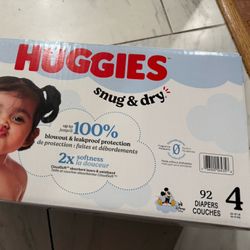 HUGGIES
snug & dry
up to
jusqu'à
100%
blowout & leakproof protection
de protection : fuites et débordements
2x softness
la douceur
0
92
DIAPERS
COUCHES
4